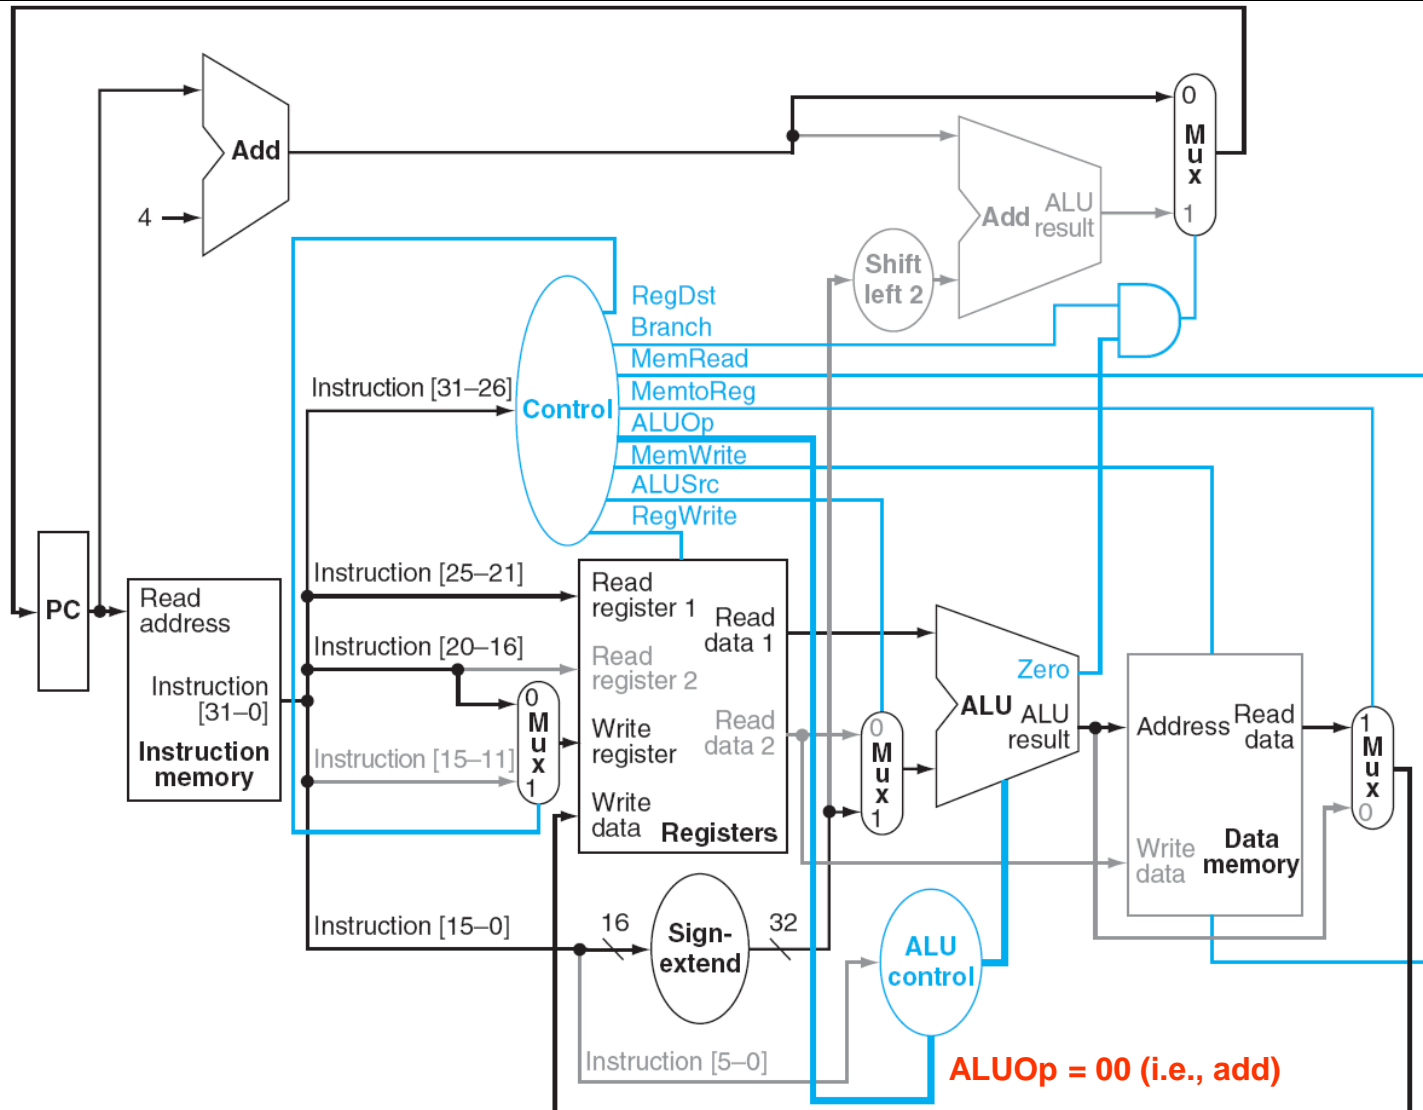 0
Mux
1
Add
4
Add
ALU
result
Shift
left 2
RegDst
Branch
MemRead
MemtoReg
ALUOp
MemWrite
ALUSrc
RegWrite
Control
Instruction [31–26]
Instruction [25–21]
Instruction [20–16]
Instruction [15–11]
PC
Read
address
Instruction
[31–0]
Instruction
memory
0
Mux
1
Read
register 1
Read
register 2
Write
register
Write
data
Read
data 1
Read
data 2
Registers
0
Mux
1
Zero
ALU
ALU
result
Address
Read
data
Write
data
Data
memory
1
Mux
0
Instruction [15–0]
16
Sign-
extend
32
ALU
control
Instruction [5–0]
ALUOp = 00 (i.e., add)